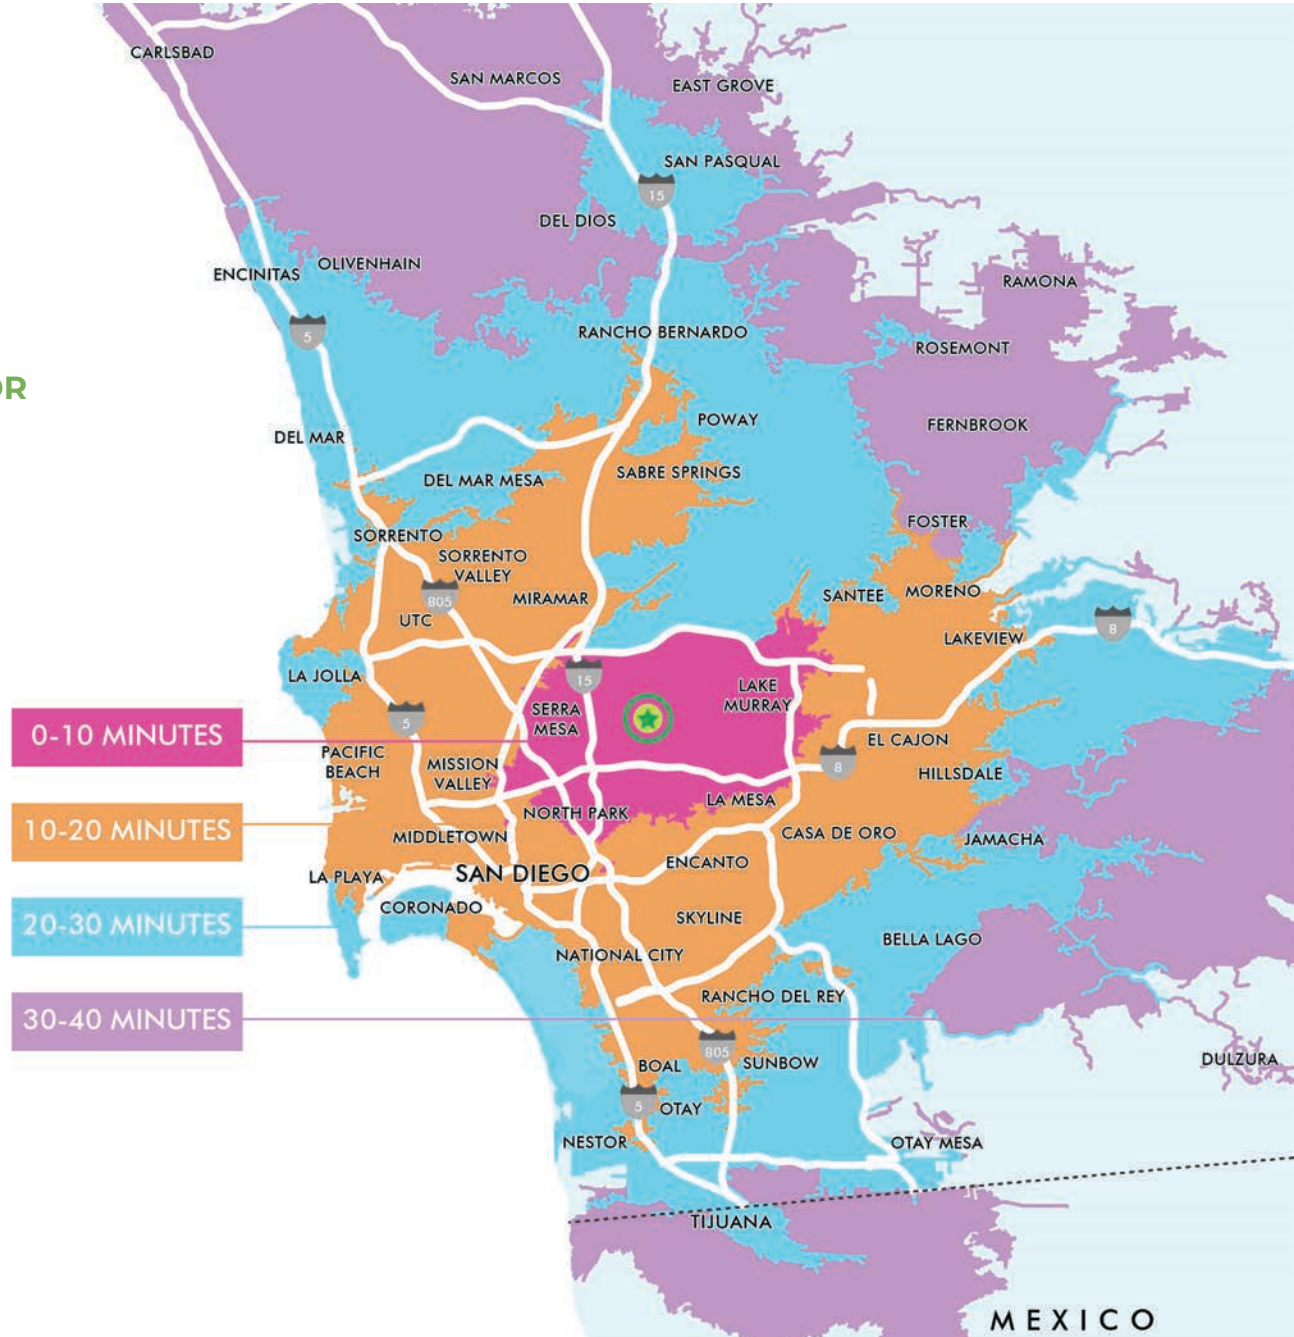 CARLSBAD
SAN MARCOS
EAST GROVE
SAN PASQUAL
15
DEL DIOS
ENCINITAS
OLIVENHAIN
RAMONA
5
RANCHO BERNARDO
ROSEMONT
OR
POWAY
FERNBROOK
DEL MAR
DEL MAR MESA
SABRE SPRINGS
FOSTER
SORRENTO
SORRENTO
VALLEY
805
MIRAMAR
SANTEE
MORENO
UTC
LAKEVIEW
8
LA JOLLA
15
LAKE
MURRAY
SERRA
MESA
5
0-10 MINUTES
EL CAJON
PACIFIC
BEACH
MISSION
VALLEY
8
HILLSDALE
LA MESA
NORTH PARK
10-20 MINUTES
MIDDLETOWN
CASA DE ORO
JAMACHA
ENCANTO
SAN DIEGO
LA PLAYA
CORONADO
SKYLINE
20-30 MINUTES
BELLA LAGO
NATIONAL CITY
RANCHO DEL REY
30-40 MINUTES
805
SUNBOW
DULZURA
BOAL
5
OTAY
NESTOR
OTAY MESA
TIJUANA
MEXICO